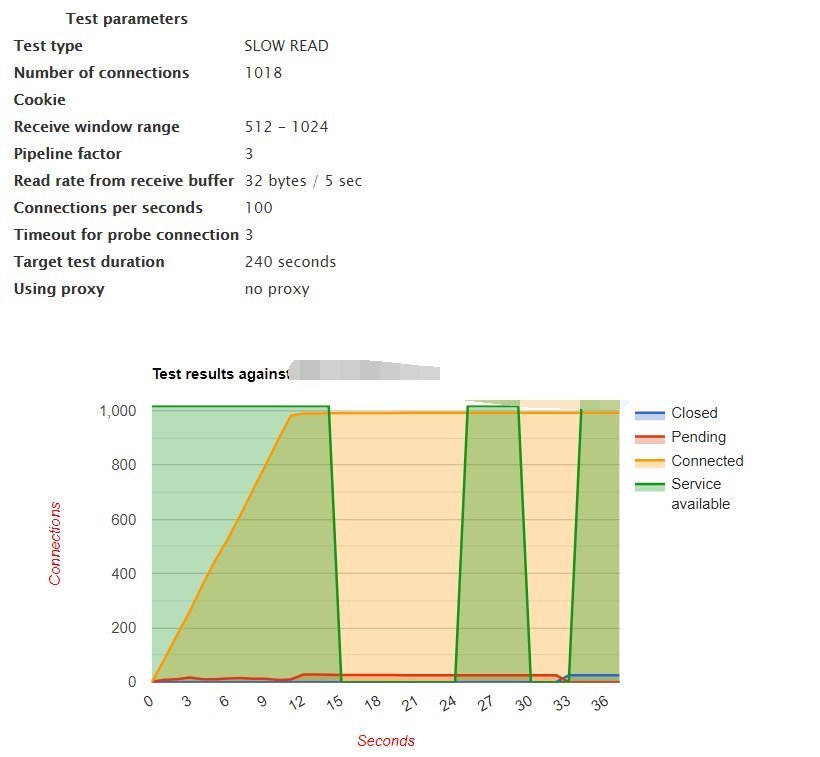 Test parameters
Test type SLOW READ
Number of connections 1018
Cookie
Receive window range 512 - 1024
Pipeline factor 3
Read rate from receive buffer 32 bytes / 5 sec
Connections per seconds 100
Timeout for probe connection 3
Target test duration 240 seconds
Using proxy no proxy
Test results against
1,000
800
600
400
200
0
Connections
0 3 6 9 12 15 18 21 24 27 30 33 36
Seconds
Closed
Pending
Connected
Service
available